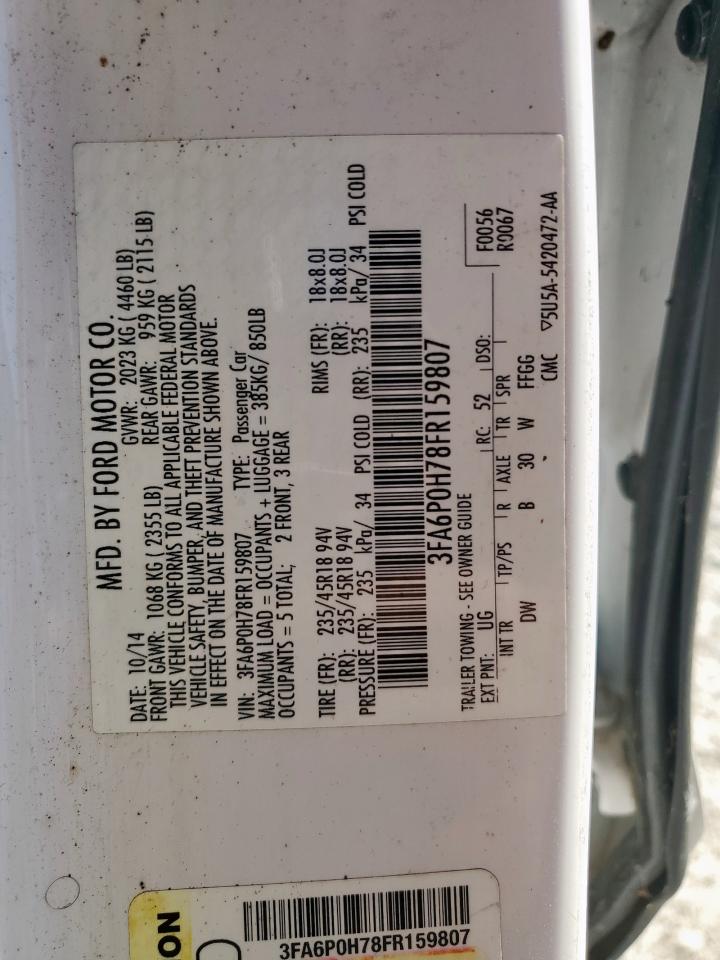 MFD. BY FORD MOTOR CO.
DATE: 10/14 GVWR: 2023 KG ( 4460 LB)
FRONT GAWR: 1068 KG ( 2355 LB) REAR GAWR: 959 KG ( 2115 LB)
THIS VEHICLE CONFORMS TO ALL APPLICABLE FEDERAL MOTOR
VEHICLE SAFETY, BUMPER, AND THEFT PREVENTION STANDARDS
IN EFFECT ON THE DATE OF MANUFACTURE SHOWN ABOVE.
VIN: 3FA6P0H78FR159807 TYPE: Passenger Car
MAXIMUM LOAD = OCCUPANTS + LUGGAGE = 385KG/ 850LB
OCCUPANTS = 5 TOTAL; 2 FRONT, 3 REAR
TIRE (FR): 235/45R18 94V RIMS (FR): 18x8.0J
(RR): 235/45R18 94V (RR): 18x8.0J
PRESSURE (FR): 235 kPa/ 34 PSI COLD (RR): 235 kPa/ 34 PSI COLD
3FA6P0H78FR159807
F0056
R0067
TRAILER TOWING - SEE OWNER GUIDE
EXT PNT: UG RC: 52 DSO:
INT TR TP/PS R AXLE TR SPR
DW B 30 W FFGG
CMC ▽5U5A-5420472-AA
ON
3FA6P0H78FR159807